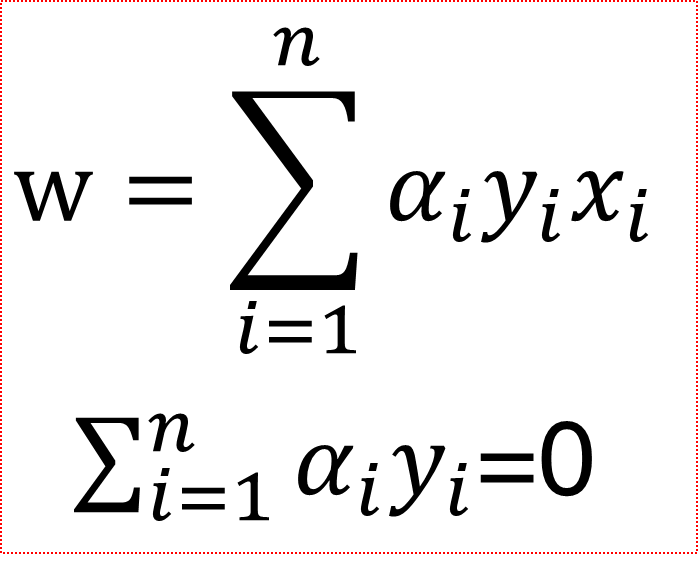 w = ∑_{i=1}^{n} α_i y_i x_i
∑_{i=1}^{n} α_i y_i=0